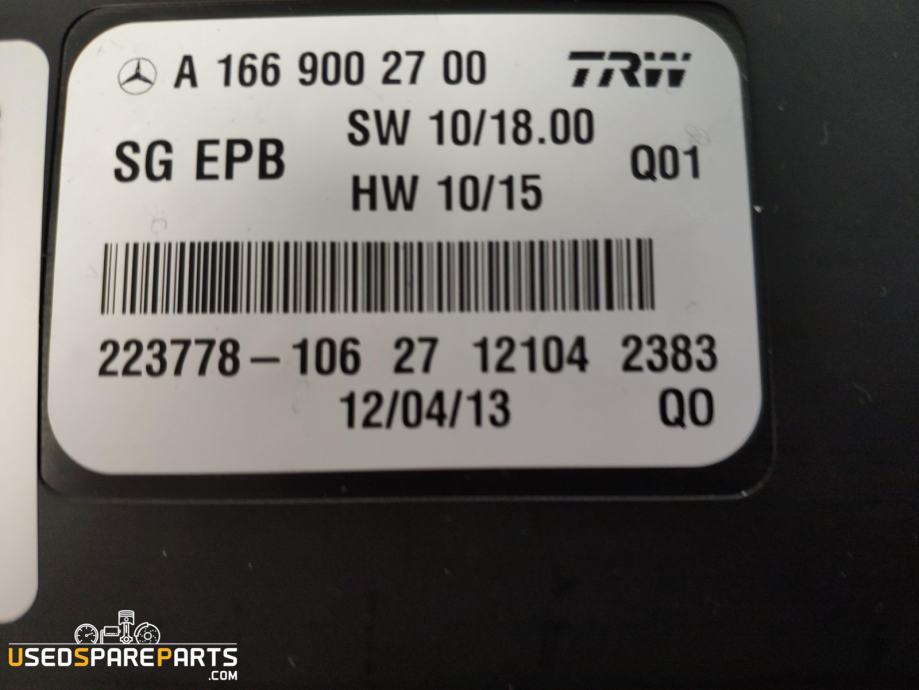 A 166 900 27 00 TRW
SW 10/18.00
SG EPB Q01
HW 10/15
223778-106 27 12104 2383
12/04/13 Q0
USEDSPAREPARTS
.COM